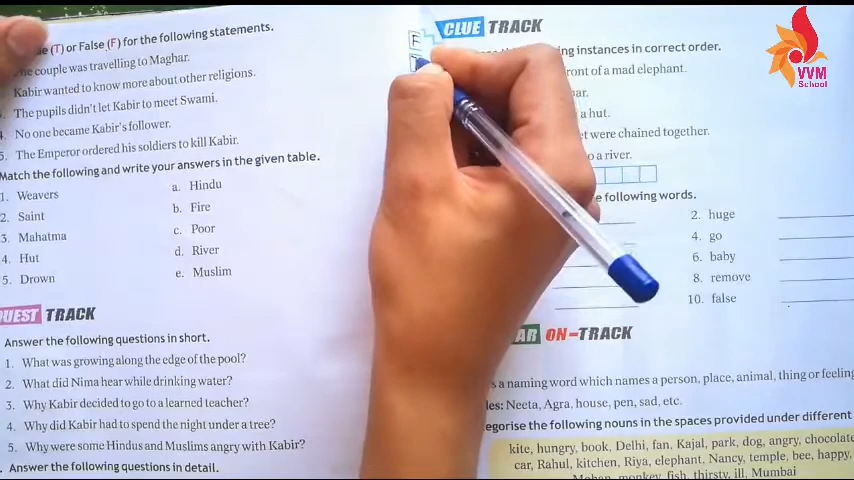 ue (T) or False (F) for the following statements.
The couple was travelling to Maghar.
Kabir wanted to know more about other religions.
The pupils didn't let Kabir to meet Swami.
4. No one became Kabir's follower.
5. The Emperor ordered his soldiers to kill Kabir.
Match the following and write your answers in the given table.
1. Weavers a. Hindu
2. Saint b. Fire
3. Mahatma c. Poor
4. Hut d. River
5. Drown e. Muslim
QUEST TRACK
Answer the following questions in short.
1. What was growing along the edge of the pool?
2. What did Nima hear while drinking water?
3. Why Kabir decided to go to a learned teacher?
4. Why did Kabir had to spend the night under a tree?
5. Why were some Hindus and Muslims angry with Kabir?
. Answer the following questions in detail.
F
CLUE TRACK
ing instances in correct order.
front of a mad elephant.
ar.
a hut.
t were chained together.
o a river.
e following words.
2. huge
4. go
6. baby
8. remove
10. false
AR ON-TRACK
s a naming word which names a person, place, animal, thing or feeling
les: Neeta, Agra, house, pen, sad, etc.
egorise the following nouns in the spaces provided under different
kite, hungry, book, Delhi, fan, Kajal, park, dog, angry, chocolate
car, Rahul, kitchen, Riya, elephant, Nancy, temple, bee, happy,
Mohan, monkey, fish, thirsty, ill, Mumbai
VVM
School